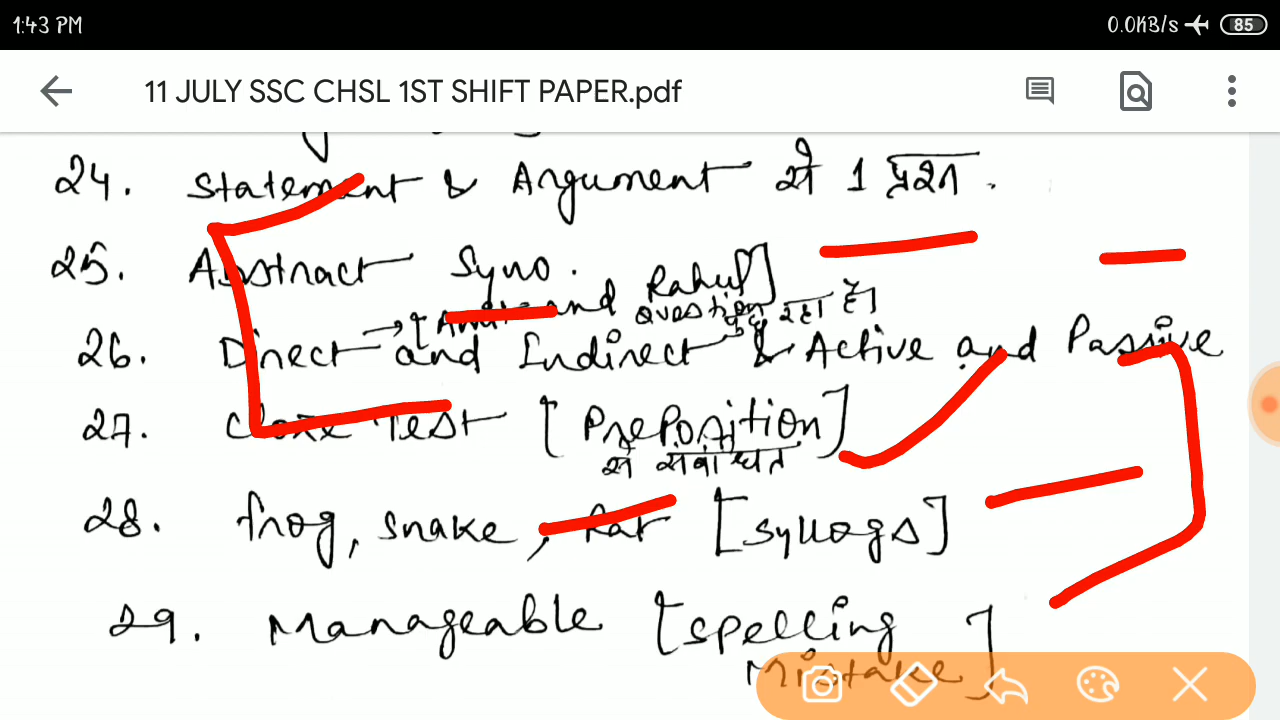 1:43 PM 0.0KB/s 85
11 JULY SSC CHSL 1ST SHIFT PAPER.pdf
24. Statement & Argument से 1 प्रश्न.
25. Abstract Syno.
and Rahul]
Question पुछ रहा है।
26. Direct and Indirect & Active and Passive
27. Cloze Test [Preposition]
से संबाधित
28. frog, snake, Rat [syllogs]
29. Manageable [spelling
Mistake]